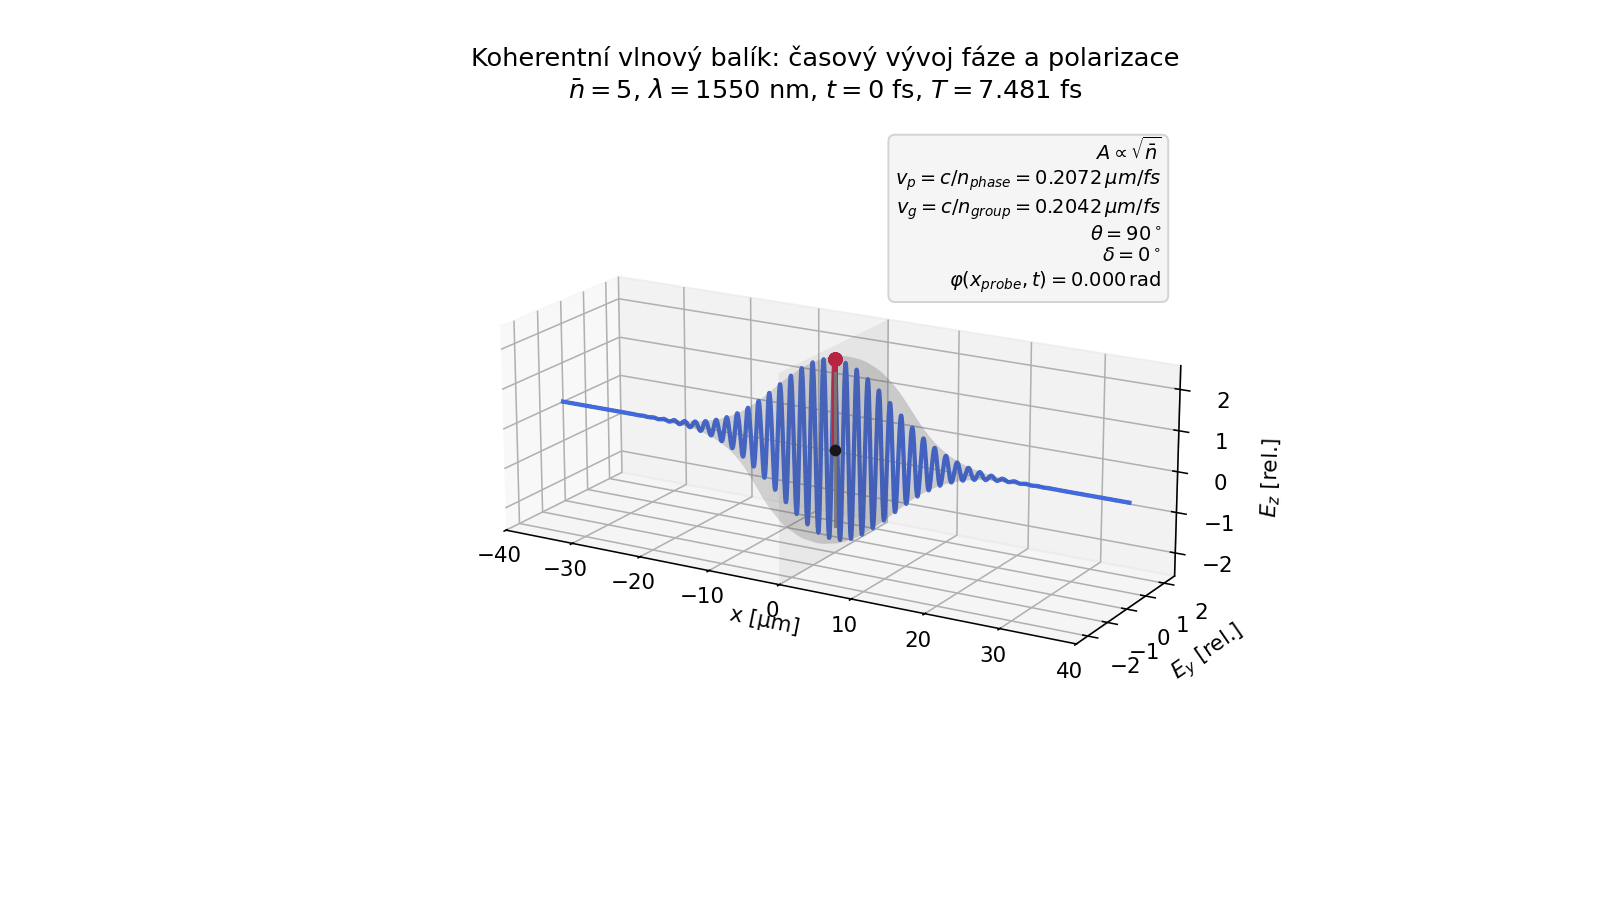 Koherentní vlnový balík: časový vývoj fáze a polarizace
n̄ = 5, λ = 1550 nm, t = 0 fs, T = 7.481 fs
A ∝ √n̄
v_p = c/n_phase = 0.2072 μm/fs
v_g = c/n_group = 0.2042 μm/fs
θ = 90°
δ = 0°
φ(x_probe, t) = 0.000 rad
−40
−30
−20
−10
0
10
20
30
40
x [μm]
−2
−1
0
1
2
E_y [rel.]
2
1
0
−1
−2
E_z [rel.]